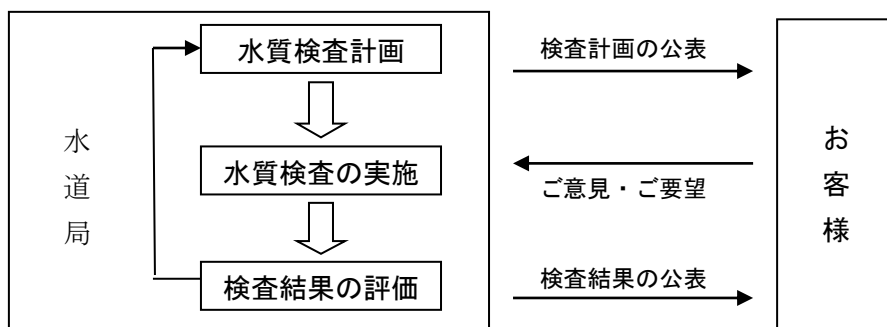 水質検査計画
検査計画の公表
水道局
お客様
水質検査の実施
ご意見・ご要望
検査結果の評価
検査結果の公表